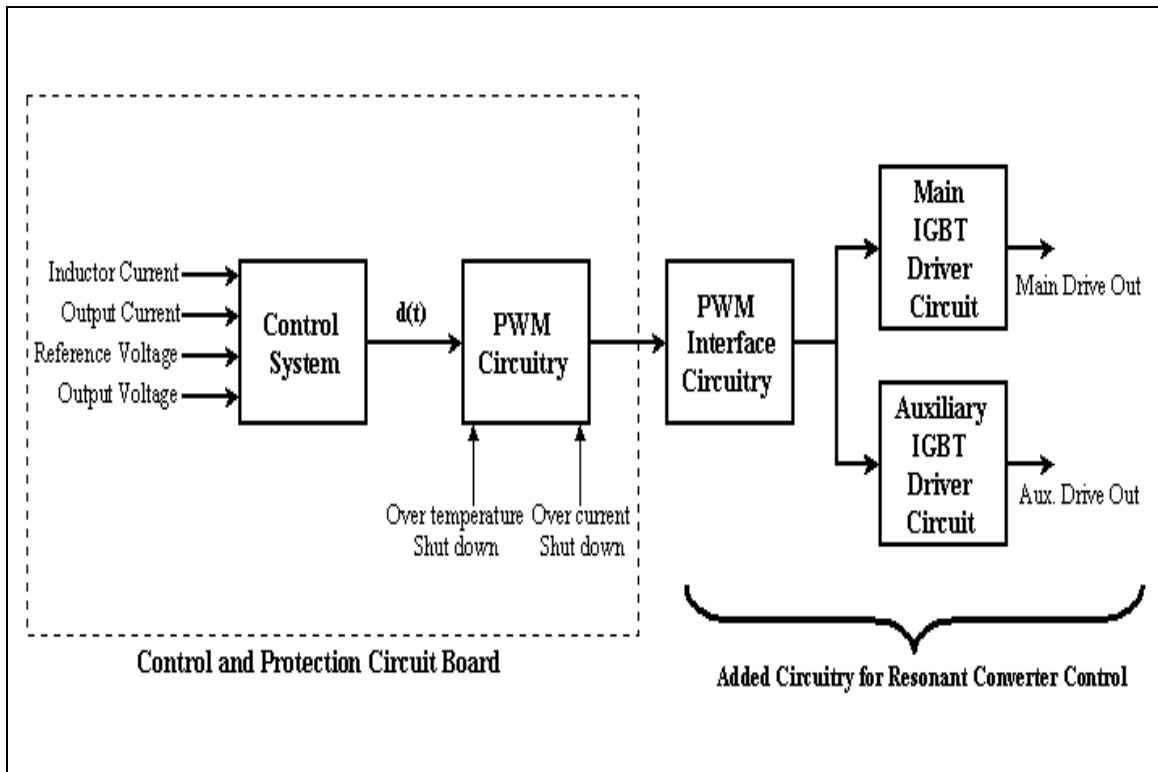 Inductor Current
Output Current
Reference Voltage
Output Voltage
Control
System
d(t)
PWM
Circuitry
Over temperature
Shut down
Over current
Shut down
PWM
Interface
Circuitry
Main
IGBT
Driver
Circuit
Main Drive Out
Auxiliary
IGBT
Driver
Circuit
Aux. Drive Out
Control and Protection Circuit Board
Added Circuitry for Resonant Converter Control